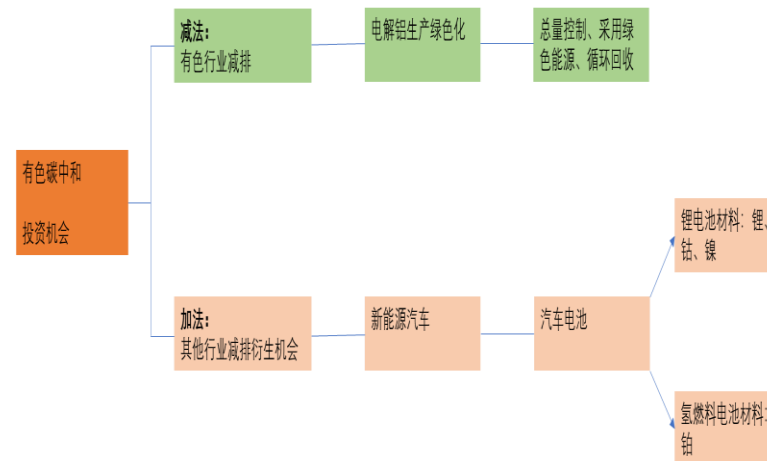 减法:
有色行业减排
电解铝生产绿色化
总量控制、采用绿
色能源、循环回收
有色碳中和
投资机会
加法:
其他行业减排衍生机会
新能源汽车
汽车电池
锂电池材料: 锂、
钴、镍
氢燃料电池材料:
铂